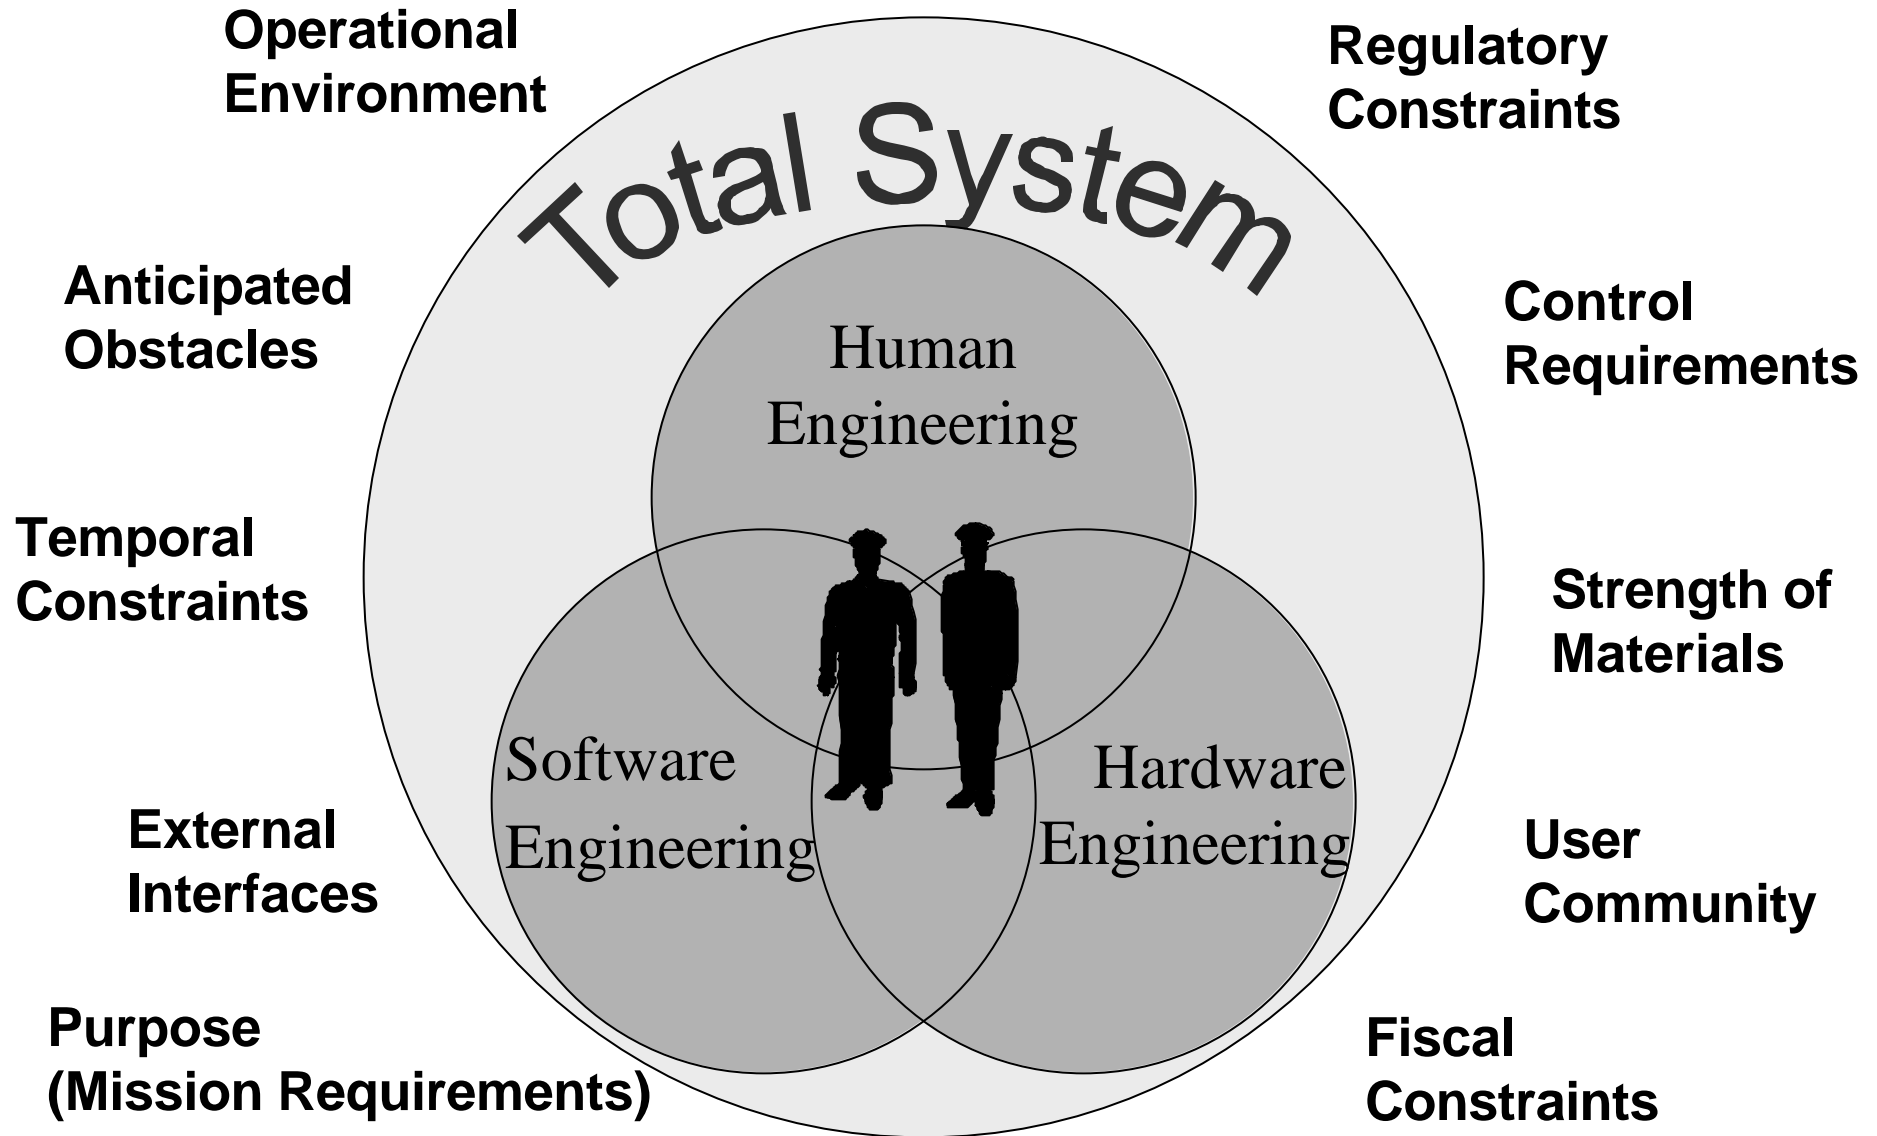 Operational
Environment
Regulatory
Constraints
Total System
Anticipated
Obstacles
Control
Requirements
Human
Engineering
Temporal
Constraints
Strength of
Materials
Software
Engineering
Hardware
Engineering
External
Interfaces
User
Community
Purpose
(Mission Requirements)
Fiscal
Constraints